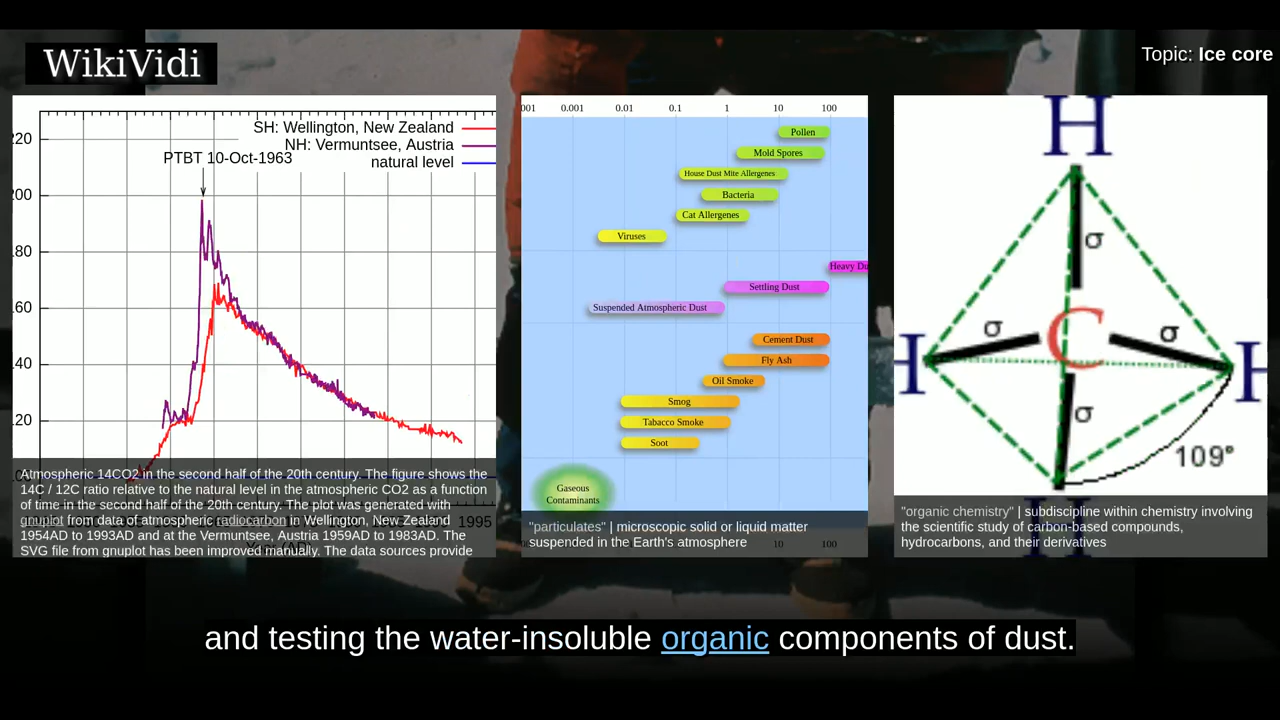 WikiVidi
Topic: Ice core
220
200
180
160
140
120
SH: Wellington, New Zealand
NH: Vermuntsee, Austria
natural level
PTBT 10-Oct-1963
1995
Atmospheric 14CO2 in the second half of the 20th century. The figure shows the
14C / 12C ratio relative to the natural level in the atmospheric CO2 as a function
of time in the second half of the 20th century. The plot was generated with
gnuplot from data of atmospheric radiocarbon in Wellington, New Zealand
1954AD to 1993AD and at the Vermuntsee, Austria 1959AD to 1983AD. The
SVG file from gnuplot has been improved manually. The data sources provide
001 0.001 0.01 0.1 1 10 100
Pollen
Mold Spores
House Dust Mite Allergenes
Bacteria
Cat Allergenes
Viruses
Heavy Du
Settling Dust
Suspended Atmospheric Dust
Cement Dust
Fly Ash
Oil Smoke
Smog
Tabacco Smoke
Soot
Gaseous
Contaminants
"particulates" | microscopic solid or liquid matter
suspended in the Earth's atmosphere
10 100
H
σ
C
σ σ
H H
σ
109°
H
"organic chemistry" | subdiscipline within chemistry involving
the scientific study of carbon-based compounds,
hydrocarbons, and their derivatives
and testing the water-insoluble organic components of dust.